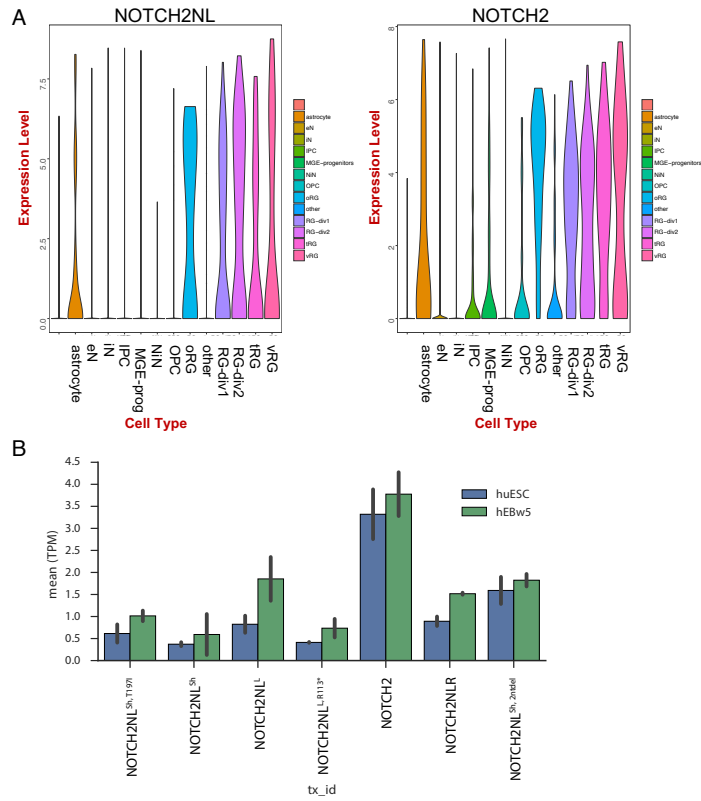 A
NOTCH2NL
NOTCH2
Expression Level
7.5
5.0
2.5
0.0
astrocyte
eN
iN
IPC
MGE-prog
NiN
OPC
oRG
other
RG-div1
RG-div2
tRG
vRG
Cell Type
astrocyte
eN
iN
IPC
MGE−progenitors
NiN
OPC
oRG
other
RG−div1
RG−div2
tRG
vRG
Expression Level
8
6
4
2
0
astrocyte
eN
iN
IPC
MGE-prog
NiN
OPC
oRG
other
RG-div1
RG-div2
tRG
vRG
Cell Type
astrocyte
eN
iN
IPC
MGE−progenitors
NiN
OPC
oRG
other
RG−div1
RG−div2
tRG
vRG
B
mean (TPM)
4.5
4.0
3.5
3.0
2.5
2.0
1.5
1.0
0.5
0.0
huESC
hEBw5
NOTCH2NL^Sh, T197I
NOTCH2NL^Sh
NOTCH2NL^L
NOTCH2NL^L, R113*
NOTCH2
NOTCH2NLR
NOTCH2NL^Sh, 2ntdel
tx_id